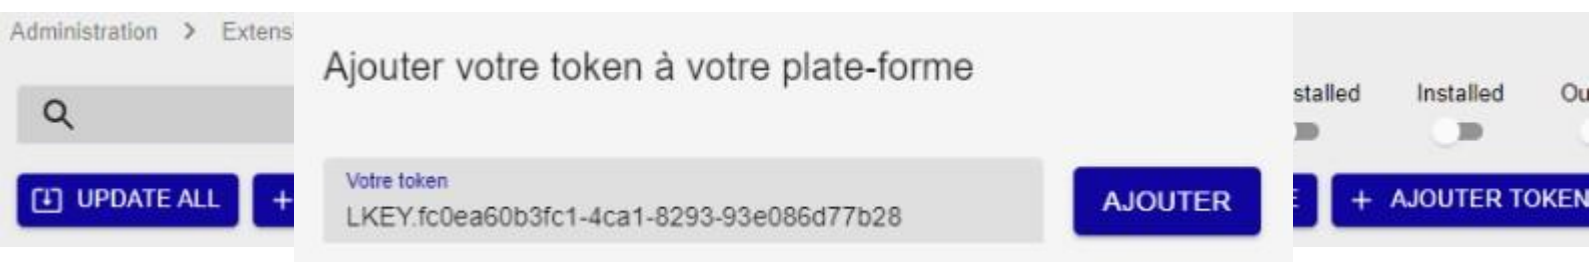 Administration > Extens
Ajouter votre token à votre plate-forme
stalled Installed Ou
Votre token
LKEY.fc0ea60b3fc1-4ca1-8293-93e086d77b28
AJOUTER
UPDATE ALL +
+ AJOUTER TOKEN